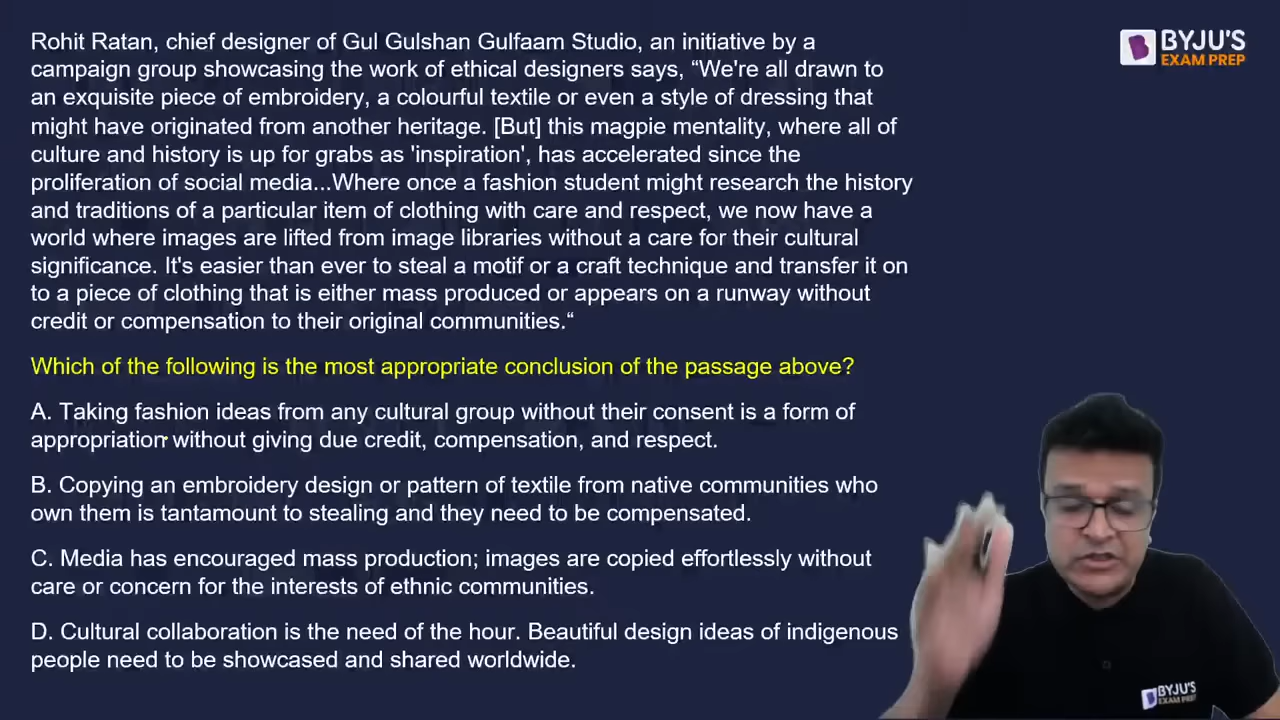 Rohit Ratan, chief designer of Gul Gulshan Gulfaam Studio, an initiative by a
campaign group showcasing the work of ethical designers says, “We're all drawn to
an exquisite piece of embroidery, a colourful textile or even a style of dressing that
might have originated from another heritage. [But] this magpie mentality, where all of
culture and history is up for grabs as 'inspiration', has accelerated since the
proliferation of social media...Where once a fashion student might research the history
and traditions of a particular item of clothing with care and respect, we now have a
world where images are lifted from image libraries without a care for their cultural
significance. It's easier than ever to steal a motif or a craft technique and transfer it on
to a piece of clothing that is either mass produced or appears on a runway without
credit or compensation to their original communities.“
Which of the following is the most appropriate conclusion of the passage above?
A. Taking fashion ideas from any cultural group without their consent is a form of
appropriation without giving due credit, compensation, and respect.
B. Copying an embroidery design or pattern of textile from native communities who
own them is tantamount to stealing and they need to be compensated.
C. Media has encouraged mass production; images are copied effortlessly without
care or concern for the interests of ethnic communities.
D. Cultural collaboration is the need of the hour. Beautiful design ideas of indigenous
people need to be showcased and shared worldwide.
BYJU'S
EXAM PREP
BYJU'S
EXAM PREP